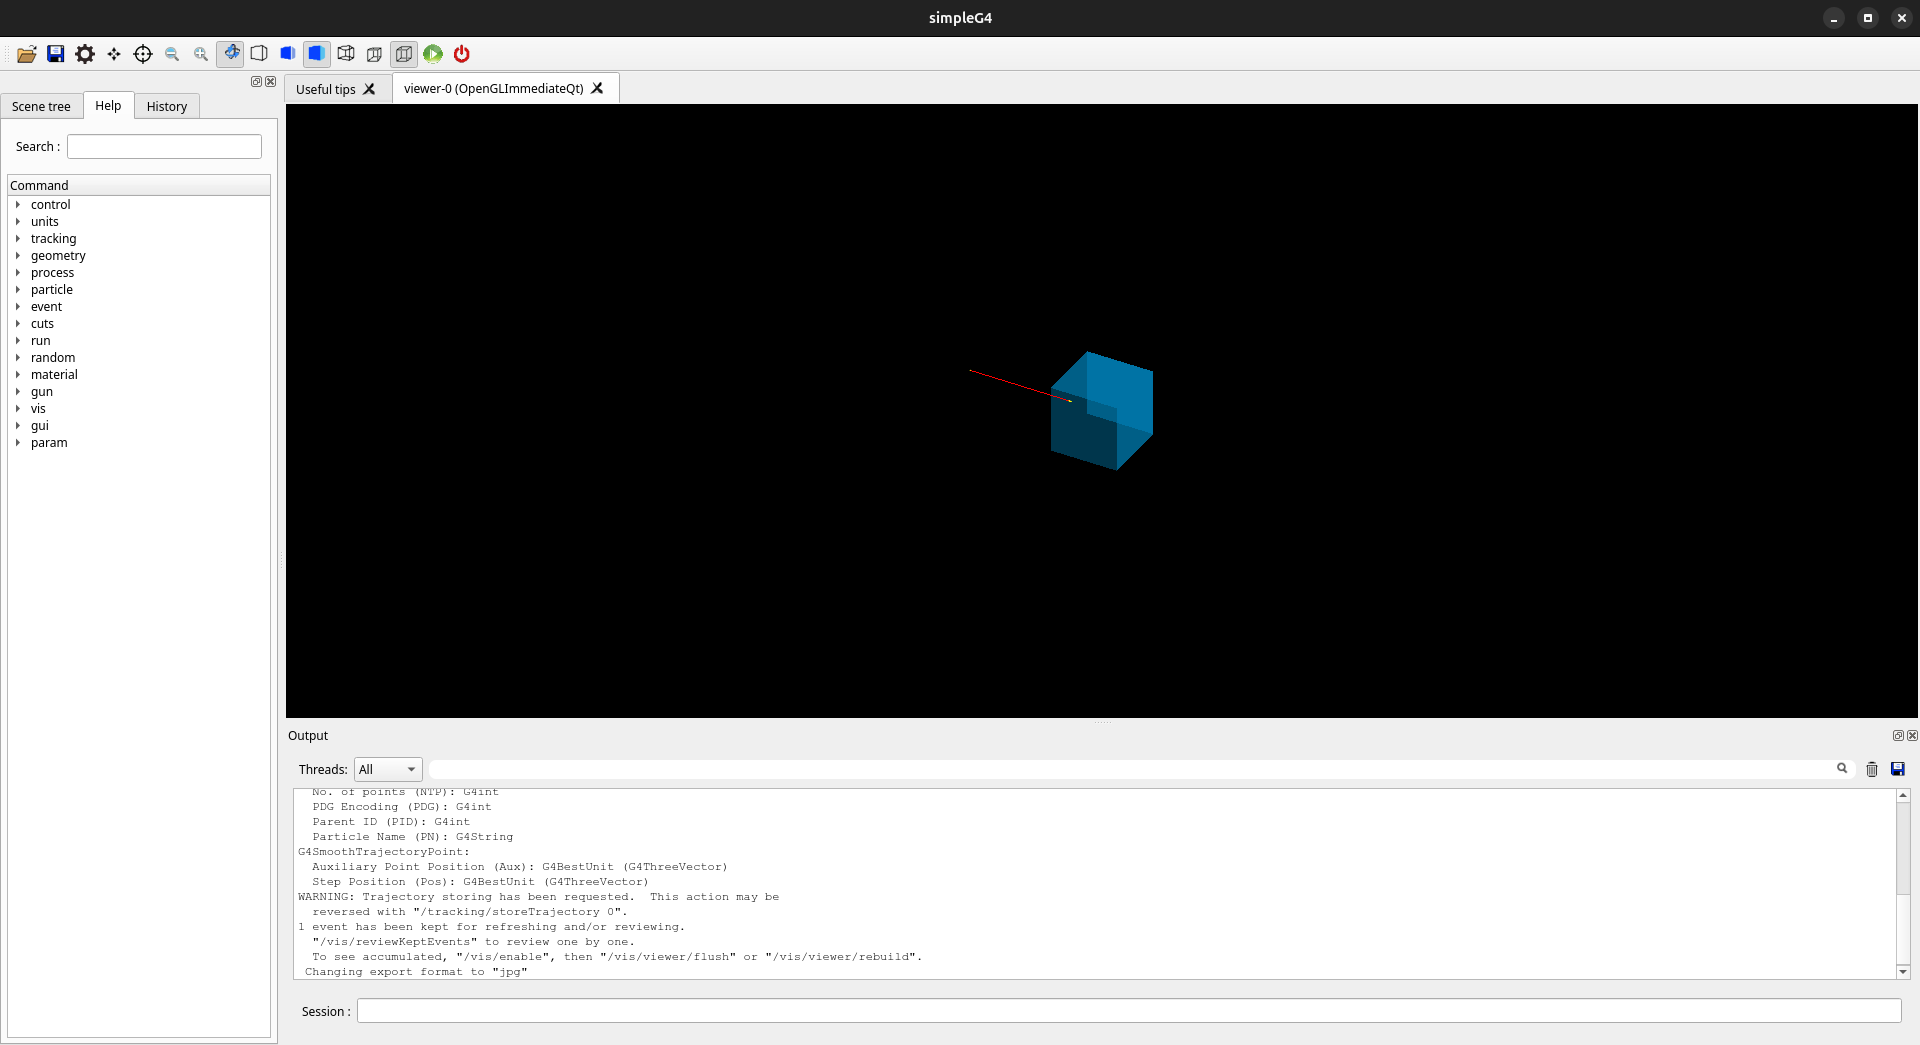 simpleG4
Useful tips
viewer-0 (OpenGLImmediateQt)
Scene tree
Help
History
Search :
Command
control
units
tracking
geometry
process
particle
event
cuts
run
random
material
gun
vis
gui
param
Output
Threads:
All
No. of points (NTP): G4int
PDG Encoding (PDG): G4int
Parent ID (PID): G4int
Particle Name (PN): G4String
G4SmoothTrajectoryPoint:
Auxiliary Point Position (Aux): G4BestUnit (G4ThreeVector)
Step Position (Pos): G4BestUnit (G4ThreeVector)
WARNING: Trajectory storing has been requested.  This action may be
reversed with "/tracking/storeTrajectory 0".
1 event has been kept for refreshing and/or reviewing.
"/vis/reviewKeptEvents" to review one by one.
To see accumulated, "/vis/enable", then "/vis/viewer/flush" or "/vis/viewer/rebuild".
Changing export format to "jpg"
Session :